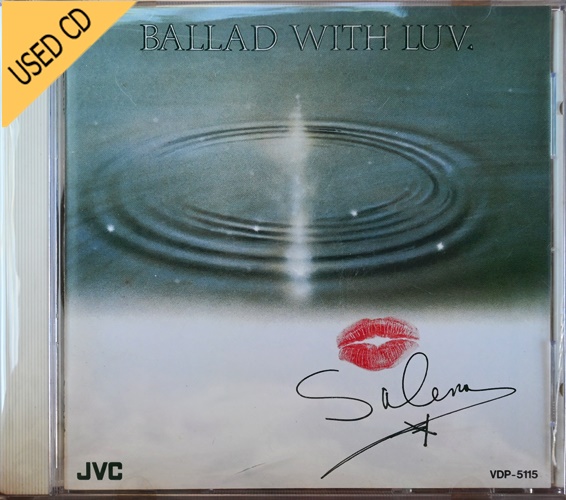 USED CD
BALLAD WITH LUV.
Salena
JVC
VDP-5115